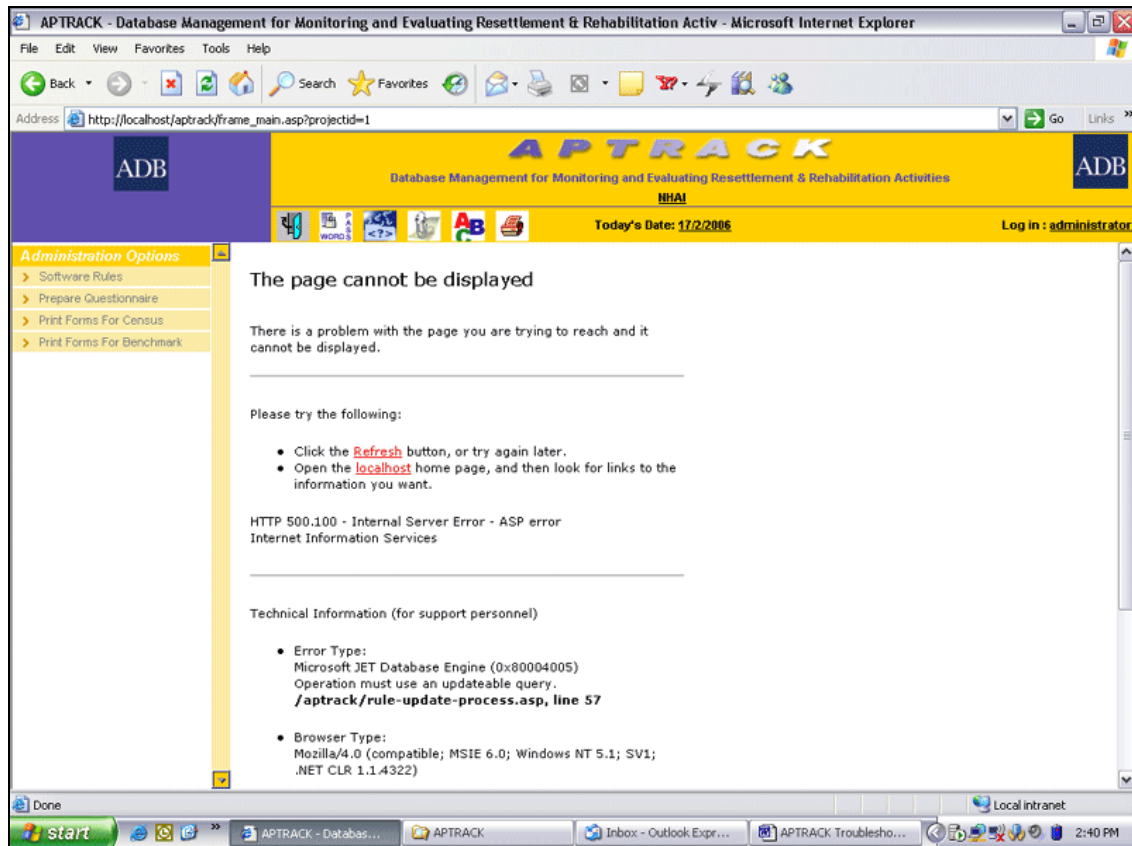 APTRACK - Database Management for Monitoring and Evaluating Resettlement & Rehabilitation Activ - Microsoft Internet Explorer
File Edit View Favorites Tools Help
Back Search Favorites
Address http://localhost/aptrack/frame_main.asp?projectid=1 Go Links »
ADB
APTRACK
ADB
Database Management for Monitoring and Evaluating Resettlement & Rehabilitation Activities
NHAI
PASS WORDS <?> ABC Today's Date: 17/2/2006 Log in : administrator
Administration Options
Software Rules
Prepare Questionnaire
Print Forms For Census
Print Forms For Benchmark
The page cannot be displayed
There is a problem with the page you are trying to reach and it
cannot be displayed.
Please try the following:
• Click the Refresh button, or try again later.
• Open the localhost home page, and then look for links to the
information you want.
HTTP 500.100 - Internal Server Error - ASP error
Internet Information Services
Technical Information (for support personnel)
• Error Type:
Microsoft JET Database Engine (0x80004005)
Operation must use an updateable query.
/aptrack/rule-update-process.asp, line 57
• Browser Type:
Mozilla/4.0 (compatible; MSIE 6.0; Windows NT 5.1; SV1;
.NET CLR 1.1.4322)
Done Local intranet
start » APTRACK - Databas... APTRACK Inbox - Outlook Expr... APTRACK Troublesho... 2:40 PM